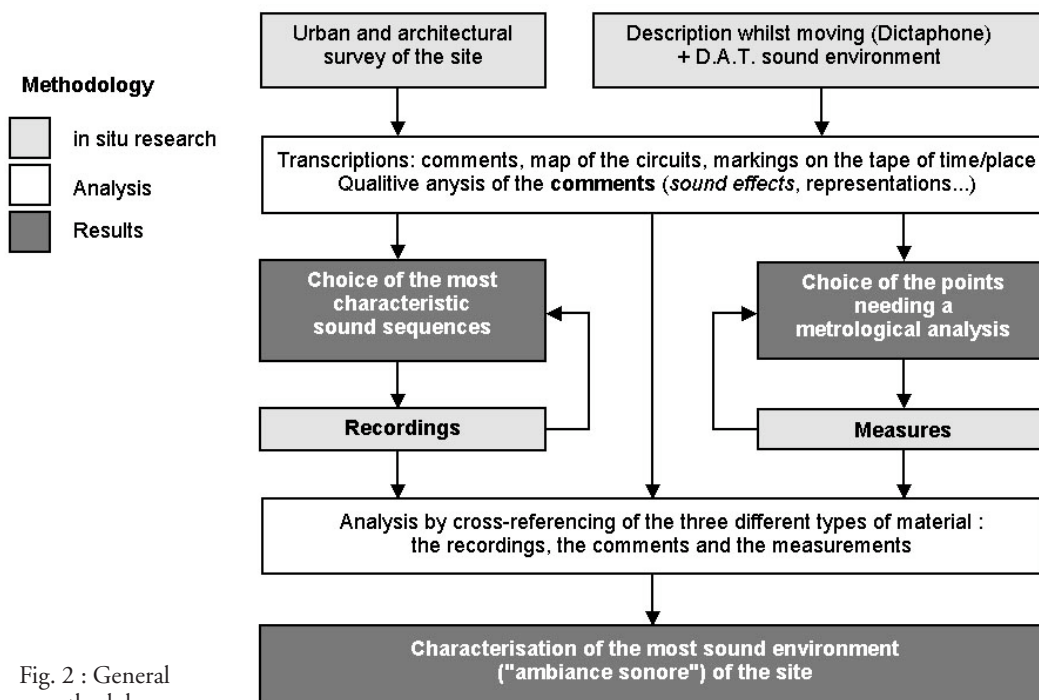 Urban and architectural
survey of the site
Description whilst moving (Dictaphone)
+ D.A.T. sound environment
Methodology
in situ research
Analysis
Results
Transcriptions: comments, map of the circuits, markings on the tape of time/place
Qualitive anysis of the comments (sound effects, representations...)
Choice of the most
characteristic
sound sequences
Choice of the points
needing a
metrological analysis
Recordings
Measures
Analysis by cross-referencing of the three different types of material :
the recordings, the comments and the measurements
Characterisation of the most sound environment
("ambiance sonore") of the site
Fig. 2 : General